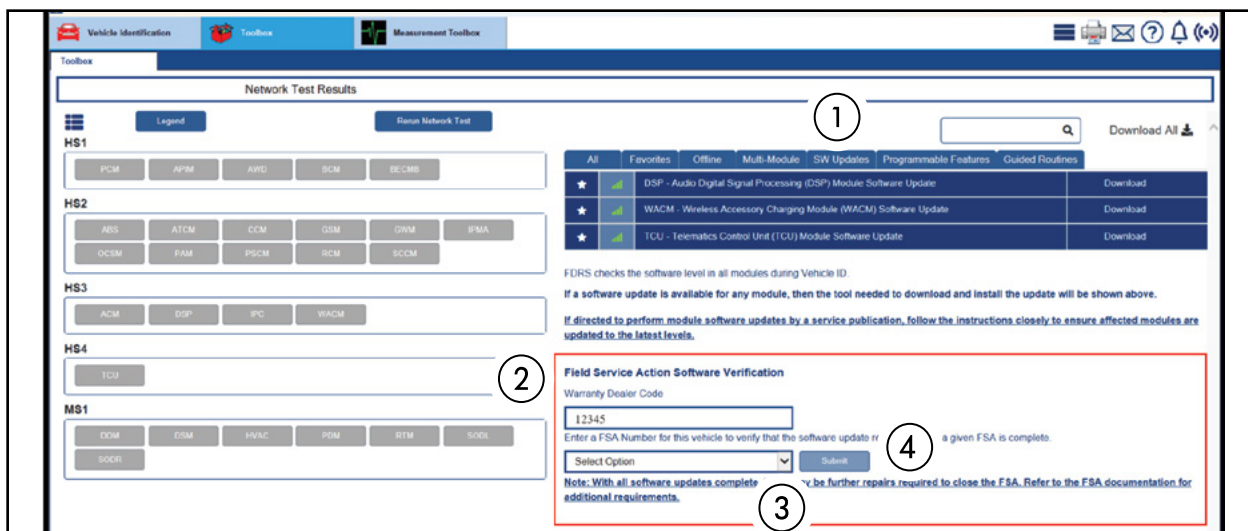 Vehicle Identification
Toolbox
Measurement Toolbox
Toolbox
Network Test Results
1
Legend
Rerun Network Test
Download All
HS1
PCM APIM AWD SCM BECMB
All Favorites Offline Multi-Module SW Updates Programmable Features Guided Routines
DSP - Audio Digital Signal Processing (DSP) Module Software Update Download
WACM - Wireless Accessory Charging Module (WACM) Software Update Download
TCU - Telematics Control Unit (TCU) Module Software Update Download
HS2
ABS ATCM CCM GSM GWM IPMA
OCSM PAM PSCM RCM SCCM
FDRS checks the software level in all modules during Vehicle ID.
If a software update is available for any module, then the tool needed to download and install the update will be shown above.
If directed to perform module software updates by a service publication, follow the instructions closely to ensure affected modules are
updated to the latest levels.
HS3
ACM DSP IPC WACM
HS4
TCU
2
Field Service Action Software Verification
Warranty Dealer Code
12345
MS1
DDM DSM HVAC PDM RTM SODL
SODR
Enter a FSA Number for this vehicle to verify that the software update a given FSA is complete.
4
Select Option
Submit
Note: With all software updates complete be further repairs required to close the FSA. Refer to the FSA documentation for
additional requirements.
3